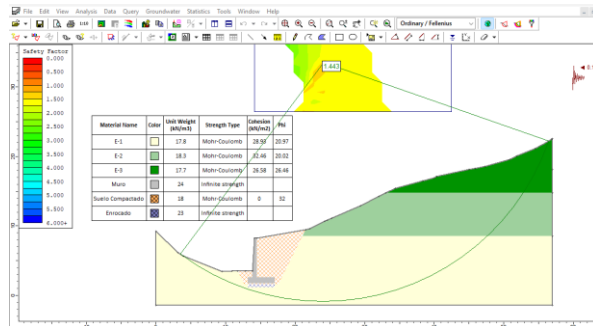 File Edit View Analysis Data Query Groundwater Statistics Tools Window Help
Ordinary / Fellenius
Safety Factor
0.000
0.500
1.000
1.500
2.000
2.500
3.000
3.500
4.000
4.500
5.000
5.500
6.000+
1.443
Material Name Color Unit Weight (kN/m3) Strength Type Cohesion (kN/m2) Phi
E-1 17.8 Mohr-Coulomb 28.93 20.97
E-2 18.3 Mohr-Coulomb 32.46 20.02
E-3 17.7 Mohr-Coulomb 26.58 26.46
Muro 24 Infinite strength
Suelo Compactado 18 Mohr-Coulomb 0 32
Enrocado 23 Infinite strength